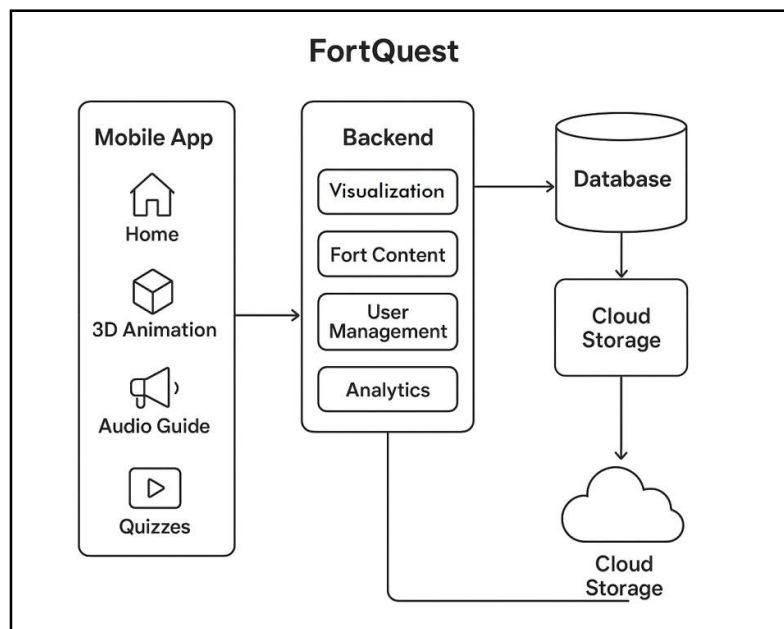 FortQuest
Mobile App
Home
3D Animation
Audio Guide
Quizzes
Backend
Visualization
Fort Content
User
Management
Analytics
Database
Cloud
Storage
Cloud
Storage